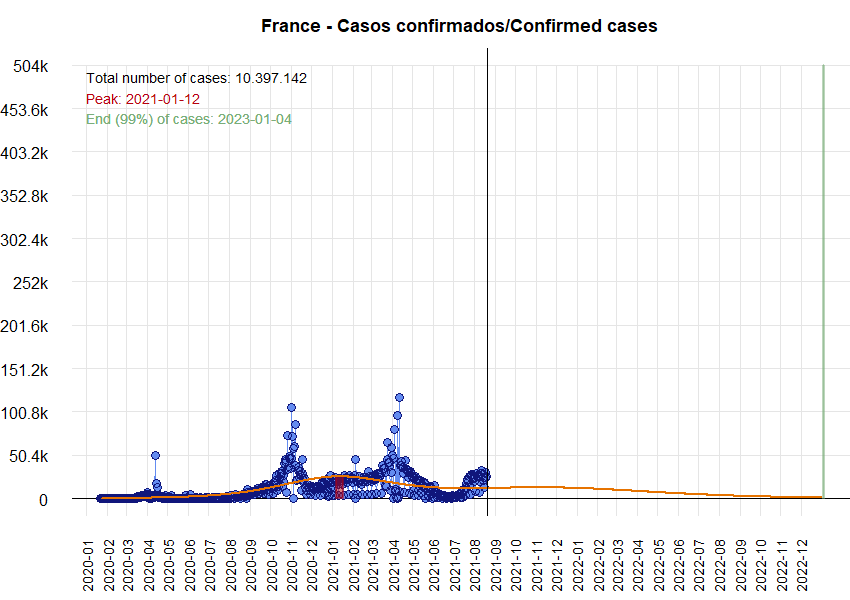 France - Casos confirmados/Confirmed cases
504k
Total number of cases: 10.397.142
Peak: 2021-01-12
453.6k
End (99%) of cases: 2023-01-04
403.2k
352.8k
302.4k
252k
201.6k
151.2k
100.8k
50.4k
0
2020-01
2020-02
2020-03
2020-04
2020-05
2020-06
2020-07
2020-08
2020-09
2020-10
2020-11
2020-12
2021-01
2021-02
2021-03
2021-04
2021-05
2021-06
2021-07
2021-08
2021-09
2021-10
2021-11
2021-12
2022-01
2022-02
2022-03
2022-04
2022-05
2022-06
2022-07
2022-08
2022-09
2022-10
2022-11
2022-12